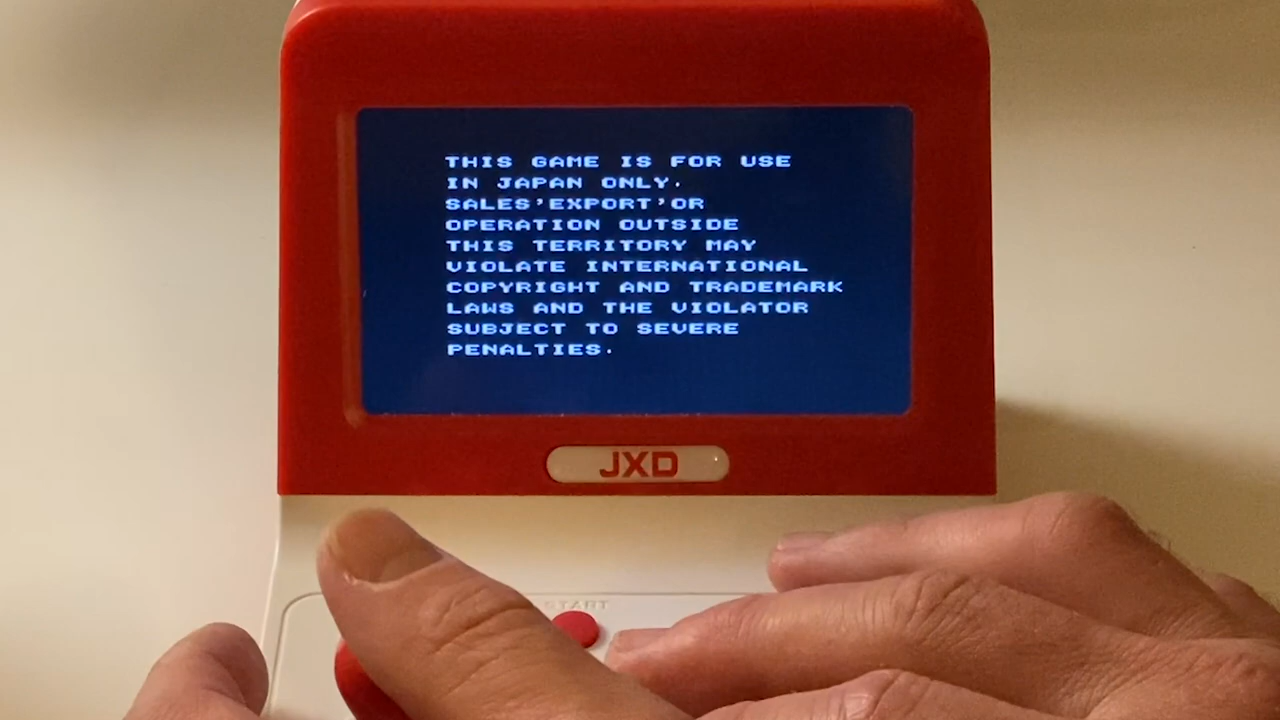 THIS GAME IS FOR USE
IN JAPAN ONLY.
SALES'EXPORT'OR
OPERATION OUTSIDE
THIS TERRITORY MAY
VIOLATE INTERNATIONAL
COPYRIGHT AND TRADEMARK
LAWS AND THE VIOLATOR
SUBJECT TO SEVERE
PENALTIES.
JXD
START